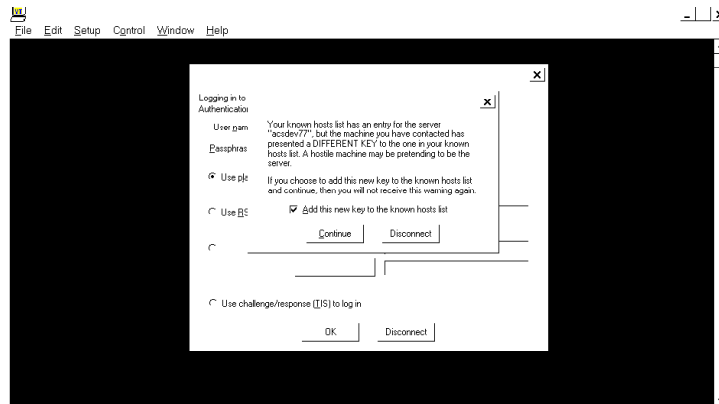 VT
File Edit Setup Control Window Help
Logging in to
Authentication
User nam
Passphras
Use pla
Use RS
Your known hosts list has an entry for the server
"acsdev77", but the machine you have contacted has
presented a DIFFERENT KEY to the one in your known
hosts list. A hostile machine may be pretending to be the
server.
If you choose to add this new key to the known hosts list
and continue, then you will not receive this warning again.
Add this new key to the known hosts list
Continue Disconnect
Use challenge/response (TIS) to log in
OK Disconnect